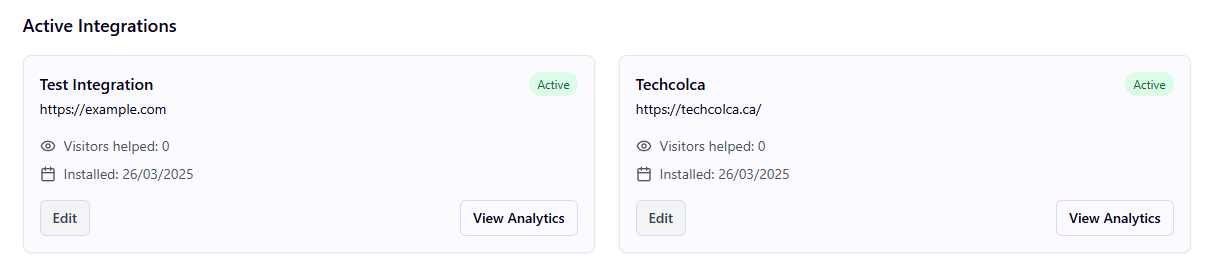 Active Integrations
Test Integration
Active
https://example.com
Visitors helped: 0
Installed: 26/03/2025
Edit
View Analytics
Techcolca
Active
https://techcolca.ca/
Visitors helped: 0
Installed: 26/03/2025
Edit
View Analytics